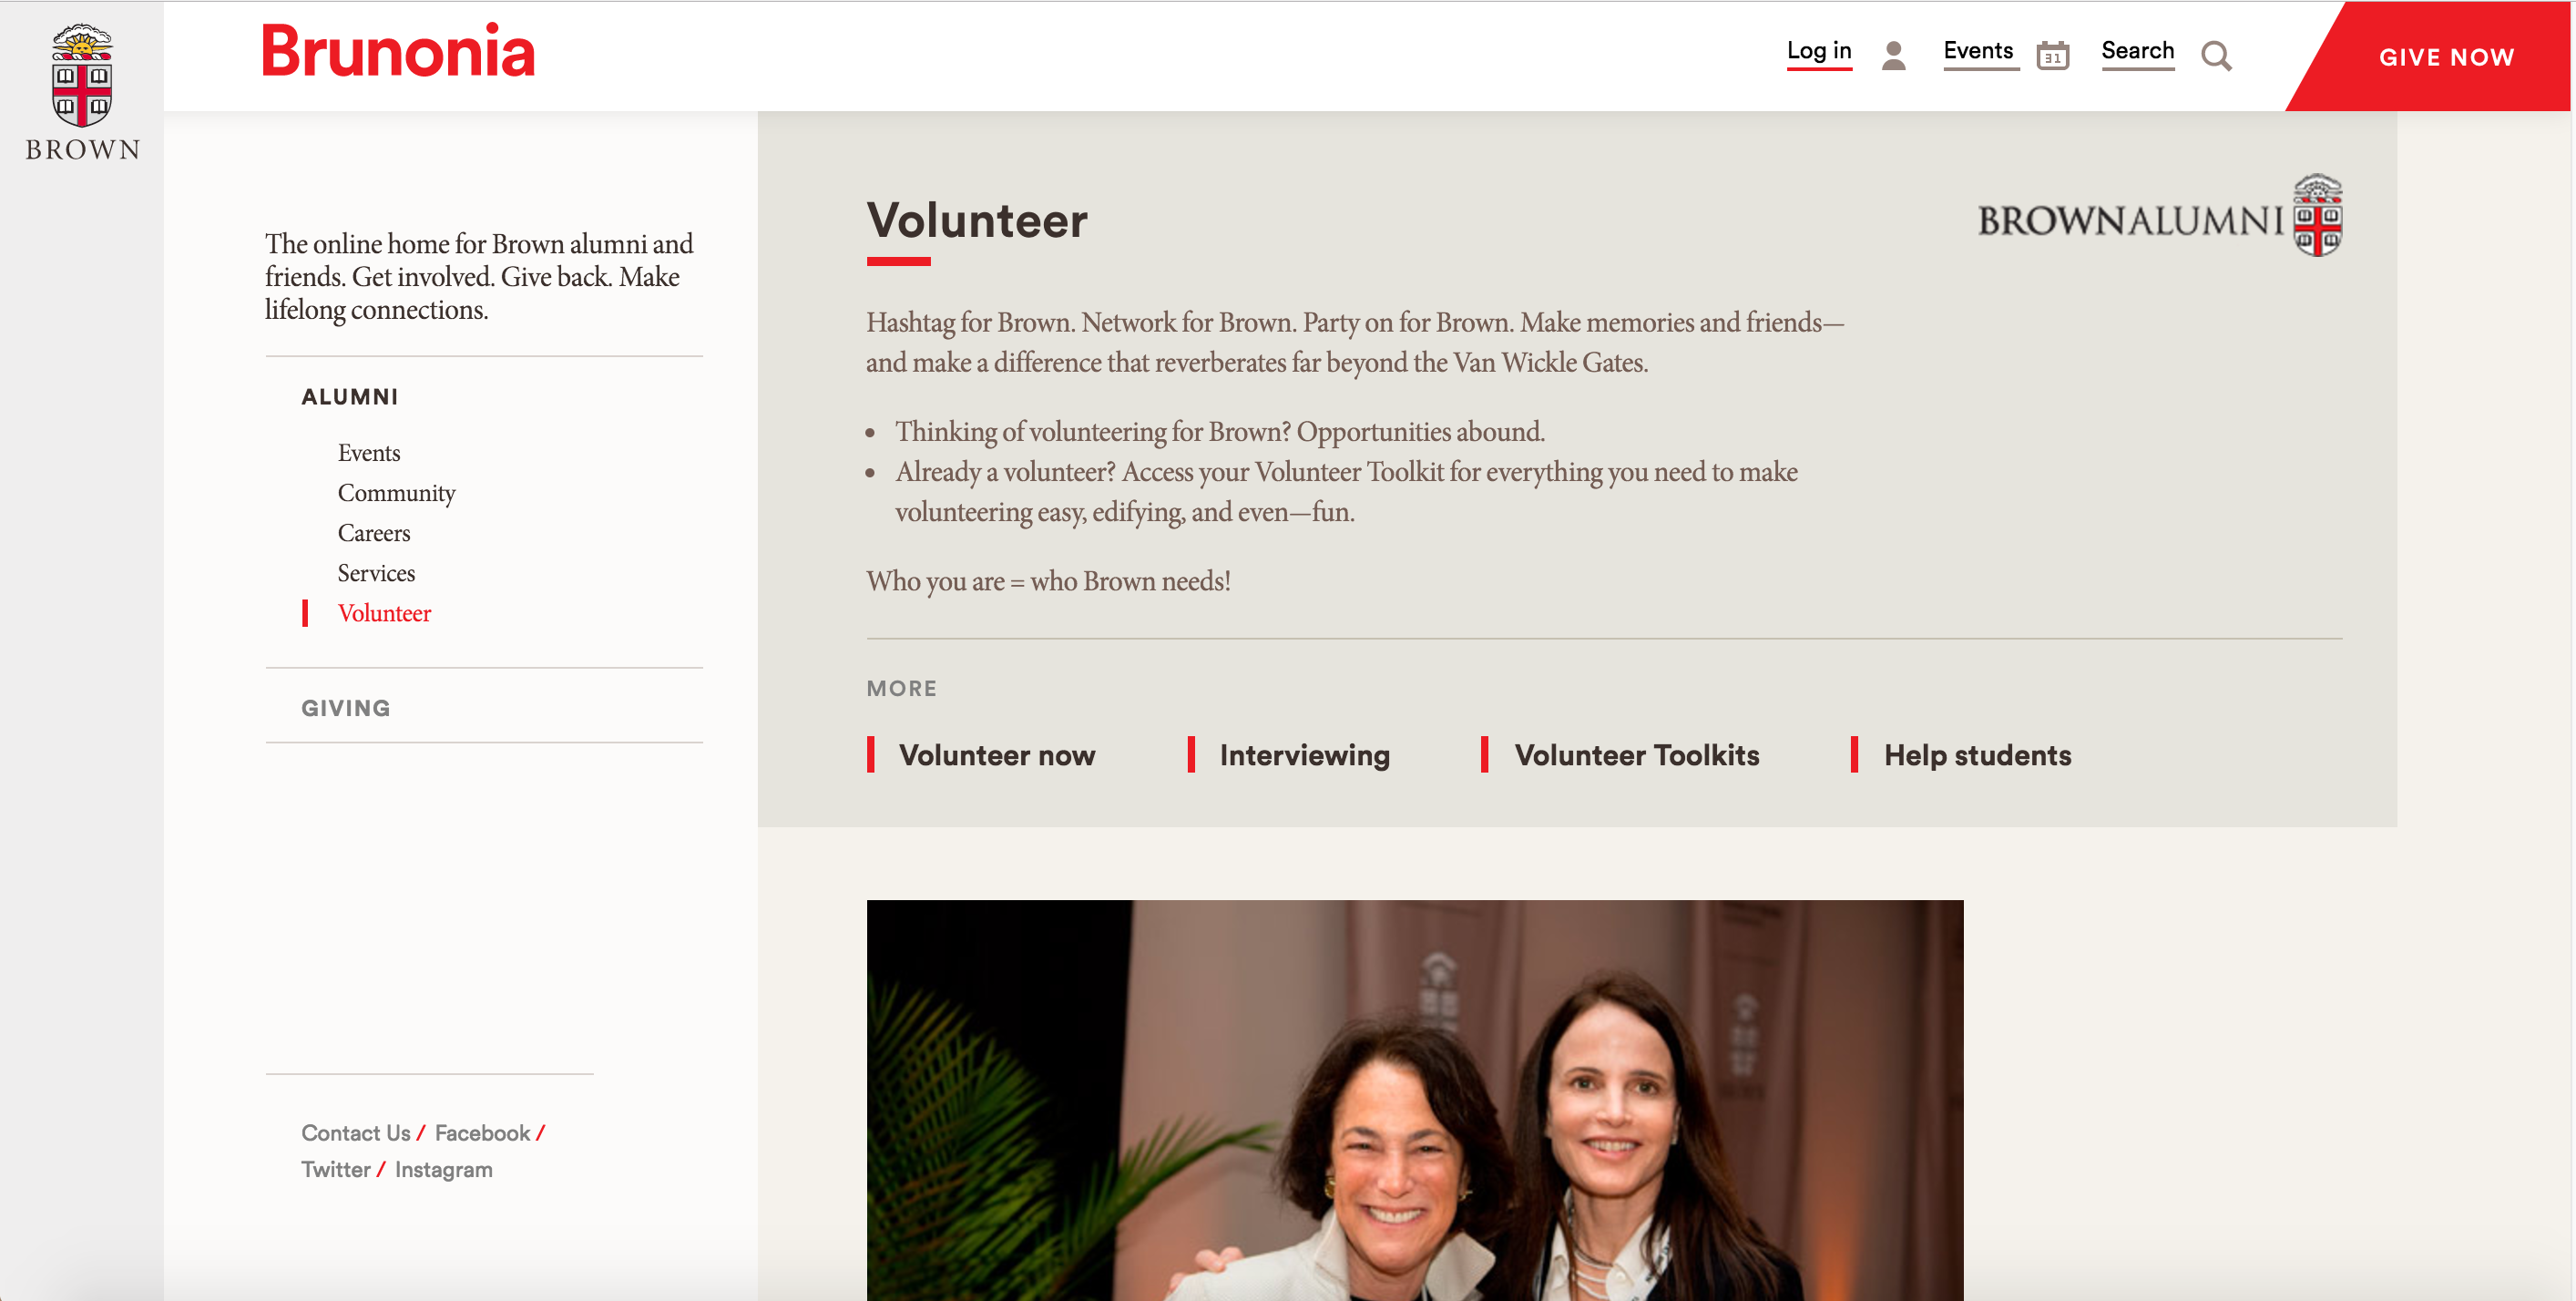 BROWN
Brunonia
Log in
Events
31
Search
GIVE NOW
The online home for Brown alumni and
friends. Get involved. Give back. Make
lifelong connections.
ALUMNI
Events
Community
Careers
Services
Volunteer
GIVING
Contact Us / Facebook /
Twitter / Instagram
Volunteer
BROWNALUMNI
Hashtag for Brown. Network for Brown. Party on for Brown. Make memories and friends—
and make a difference that reverberates far beyond the Van Wickle Gates.
• Thinking of volunteering for Brown? Opportunities abound.
• Already a volunteer? Access your Volunteer Toolkit for everything you need to make
volunteering easy, edifying, and even—fun.
Who you are = who Brown needs!
MORE
Volunteer now
Interviewing
Volunteer Toolkits
Help students